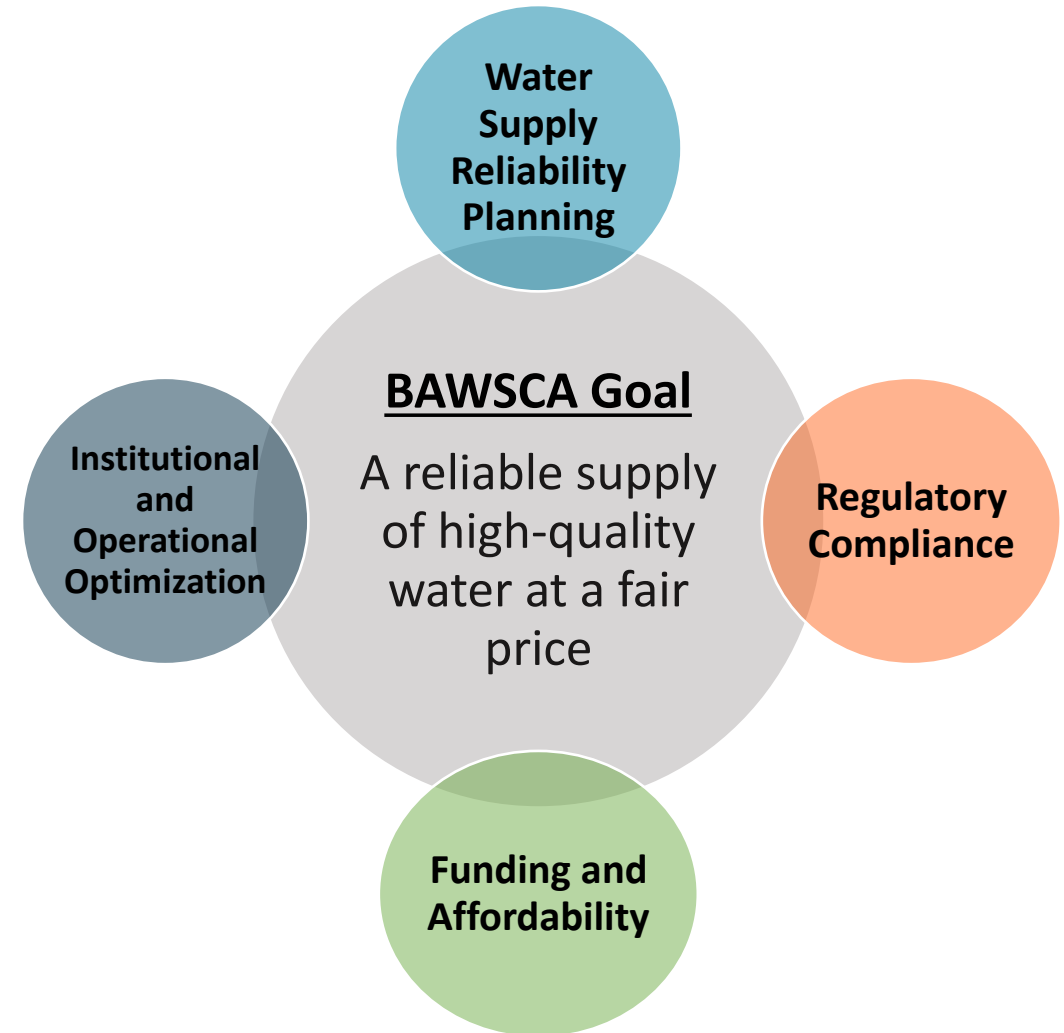 Water
Supply
Reliability
Planning
BAWSCA Goal
A reliable supply
of high-quality
water at a fair
price
Institutional
and
Operational
Optimization
Regulatory
Compliance
Funding and
Affordability